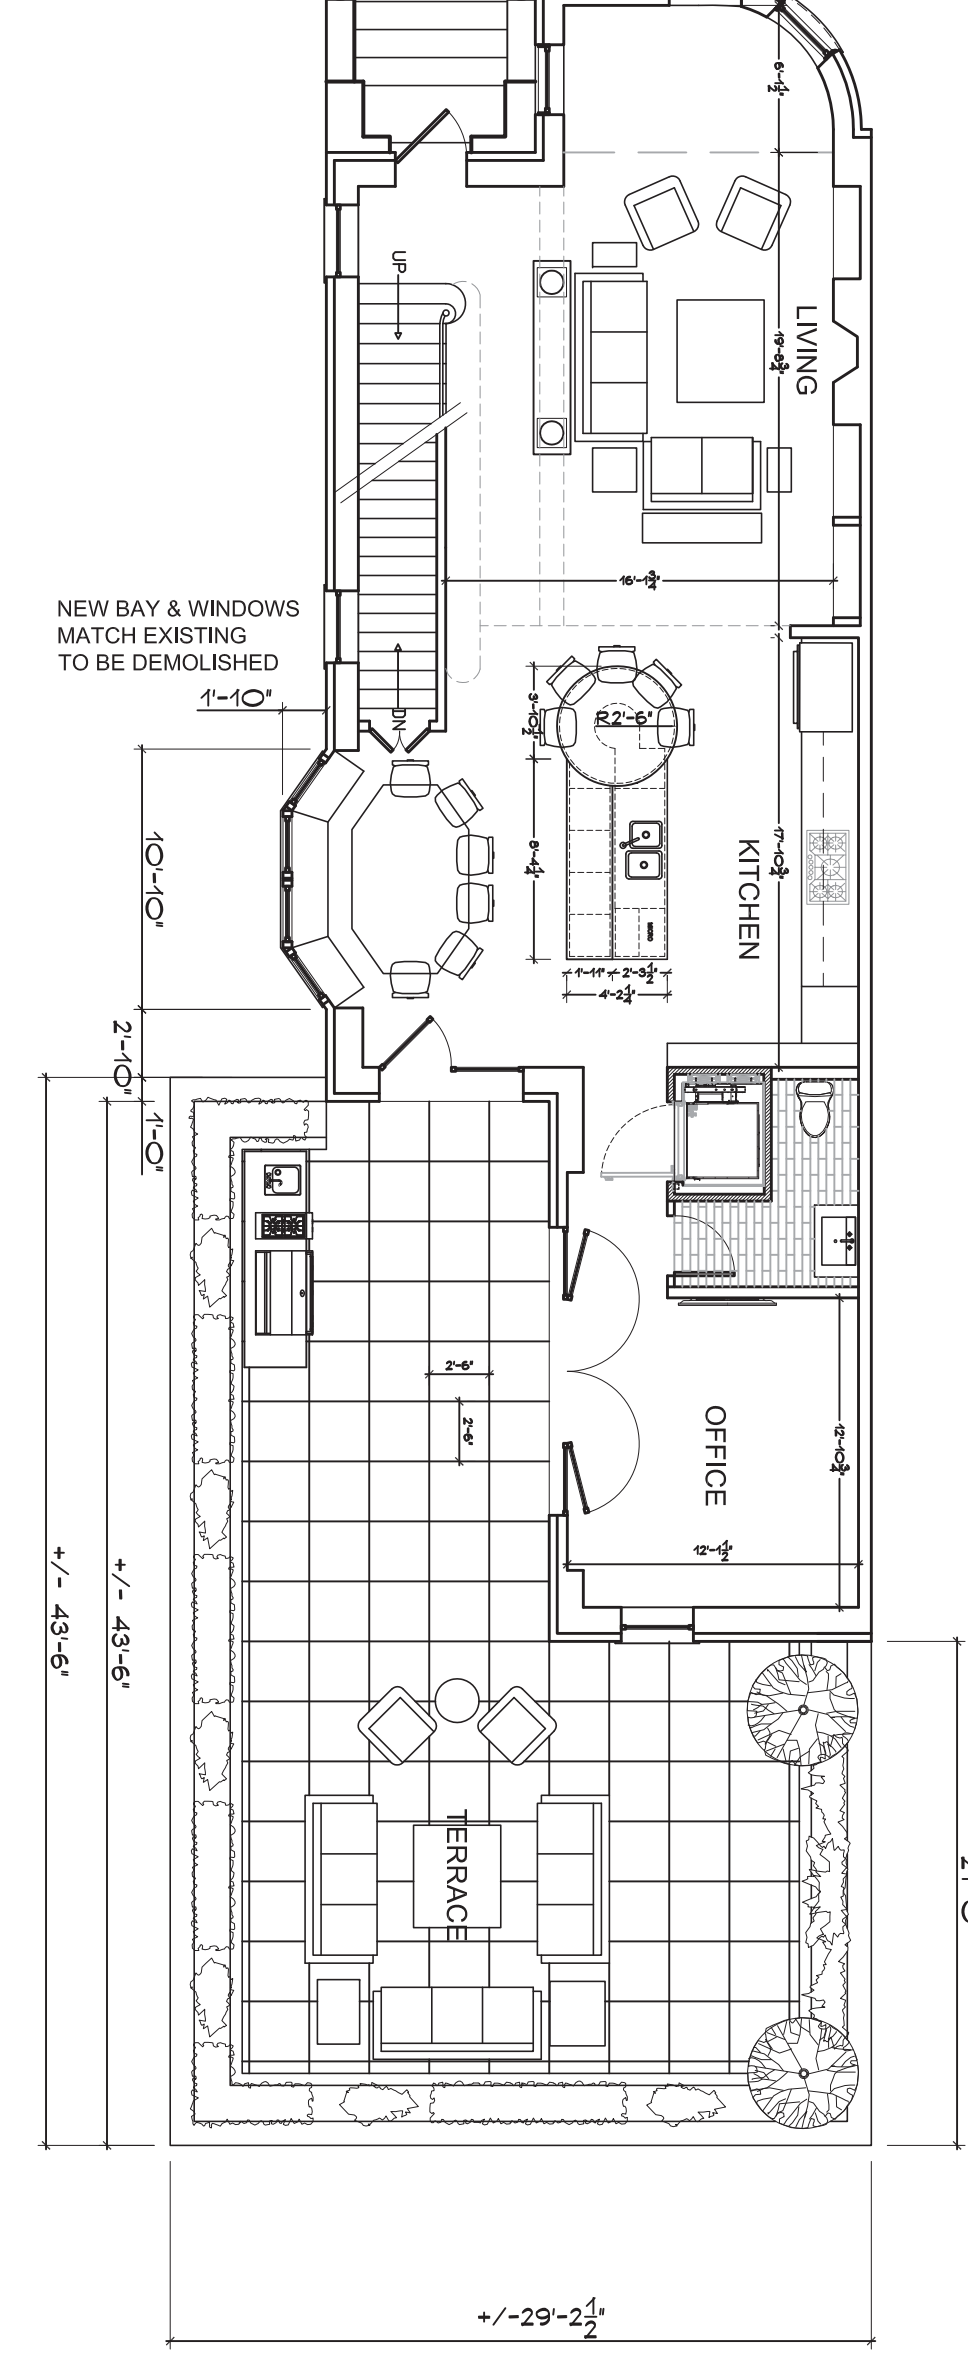 6'-1½"
UP
LIVING
19'-8¾"
16'-1¾"
NEW BAY & WINDOWS
MATCH EXISTING
TO BE DEMOLISHED
1'-10"
DN
3'-10½"
R2'-6"
10'-10"
8'-4½"
17'-10¾"
KITCHEN
MICRO
1'-11"
2'-3½"
4'-2¼"
2'-10"
1'-0"
2'-6"
2'-6"
OFFICE
12'-10¾"
12'-1½"
+/- 43'-6"
+/- 43'-6"
TERRACE
+/-29'-2½"